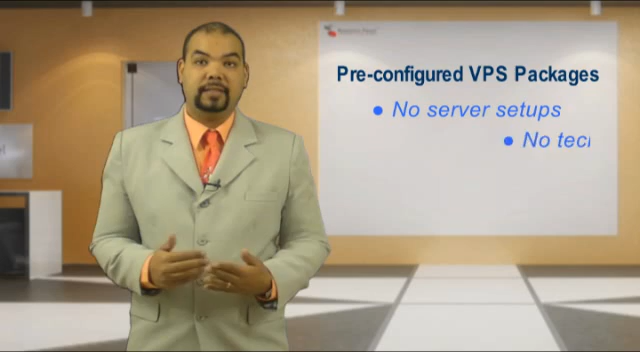 Pre-configured VPS Packages
• No server setups
• No tec